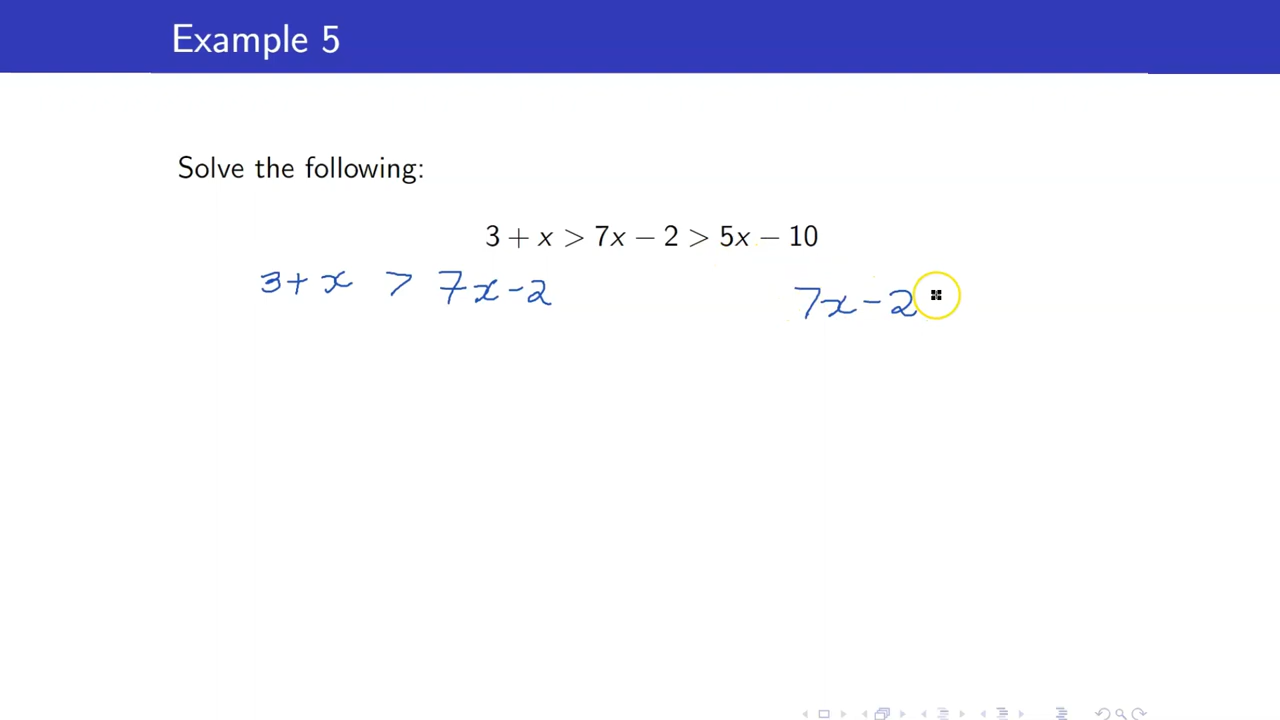 Example 5
Solve the following:
3 + x > 7x − 2 > 5x − 10
3+x > 7x-2
7x-2